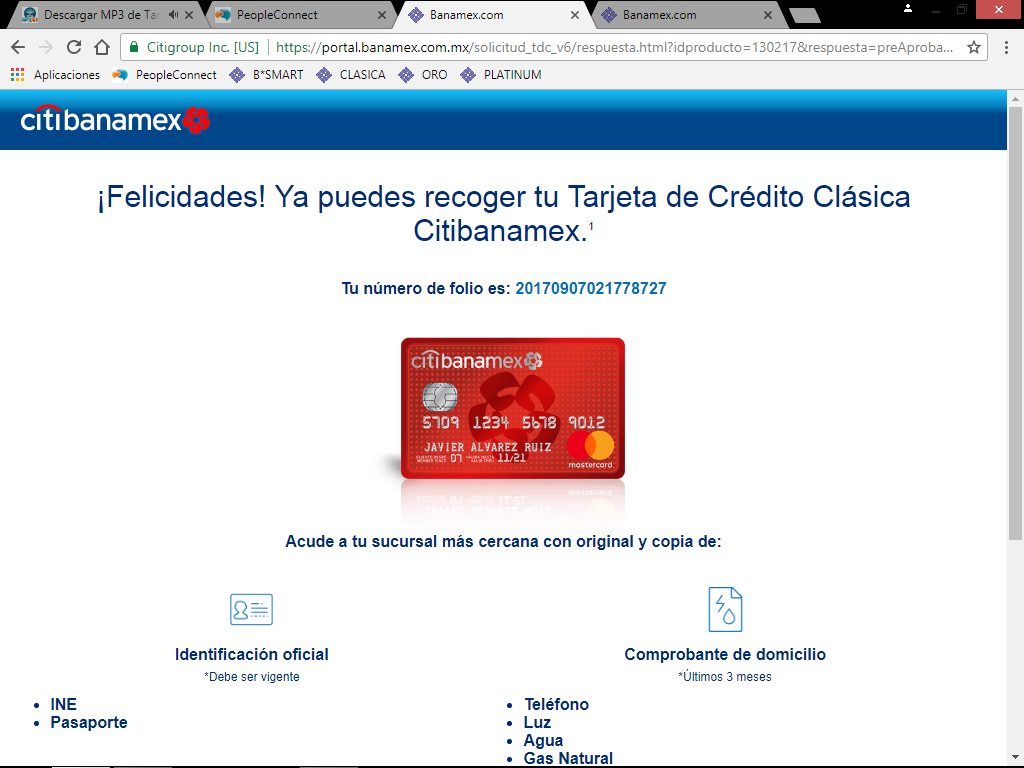 Descargar MP3 de Ta
PeopleConnect
Banamex.com
Banamex.com
Citigroup Inc. [US]
https://portal.banamex.com.mx/solicitud_tdc_v6/respuesta.html?idproducto=130217&respuesta=preAproba...
Aplicaciones
PeopleConnect
B*SMART
CLASICA
ORO
PLATINUM
citibanamex
¡Felicidades! Ya puedes recoger tu Tarjeta de Crédito Clásica
Citibanamex.¹
Tu número de folio es: 20170907021778727
citibanamex
5709 1234 5678 9012
JAVIER ALVAREZ RUIZ
CLIENTE DESDE
MEMBER SINCE
07
VÁLIDA HASTA
VALID THRU
11/21
mastercard
Acude a tu sucursal más cercana con original y copia de:
Identificación oficial
*Debe ser vigente
INE
Pasaporte
Comprobante de domicilio
*Últimos 3 meses
Teléfono
Luz
Agua
Gas Natural